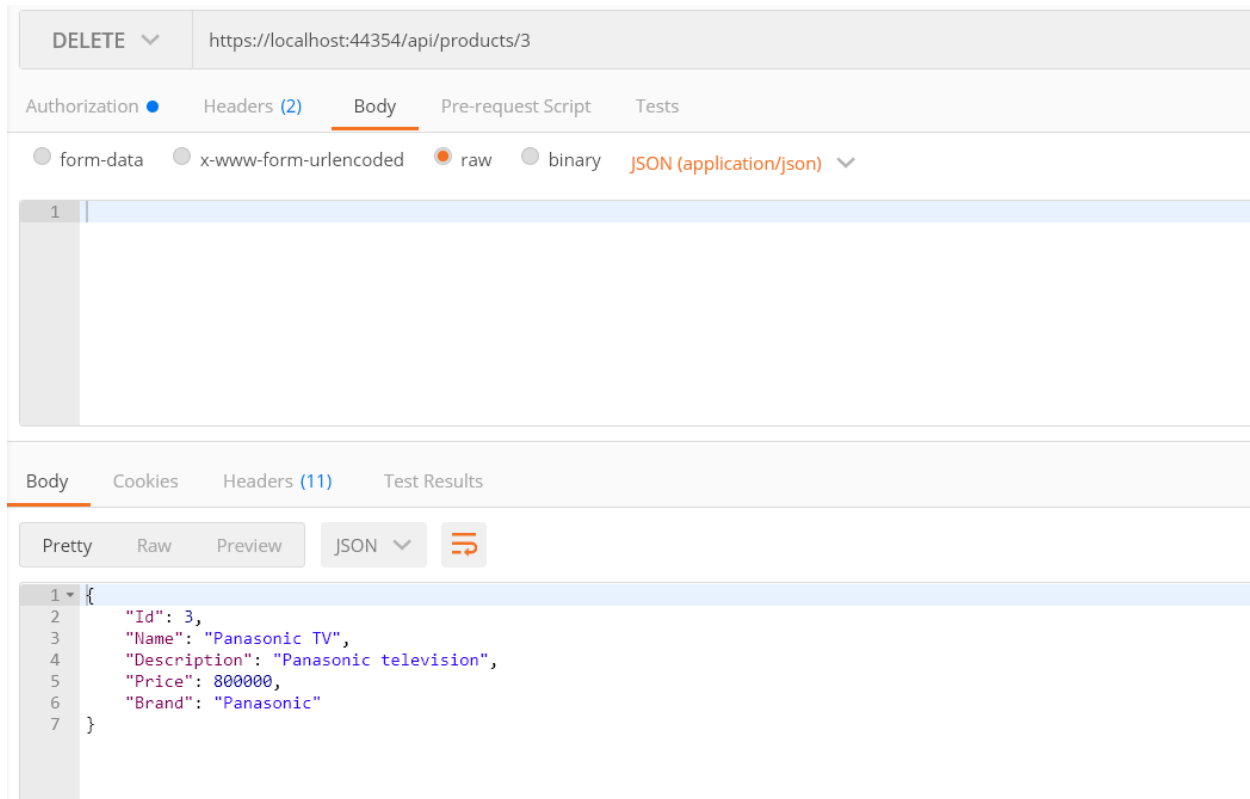 DELETE https://localhost:44354/api/products/3
Authorization Headers (2) Body Pre-request Script Tests
form-data x-www-form-urlencoded raw binary JSON (application/json)
1
Body Cookies Headers (11) Test Results
Pretty Raw Preview JSON
1 {
2 "Id": 3,
3 "Name": "Panasonic TV",
4 "Description": "Panasonic television",
5 "Price": 800000,
6 "Brand": "Panasonic"
7 }